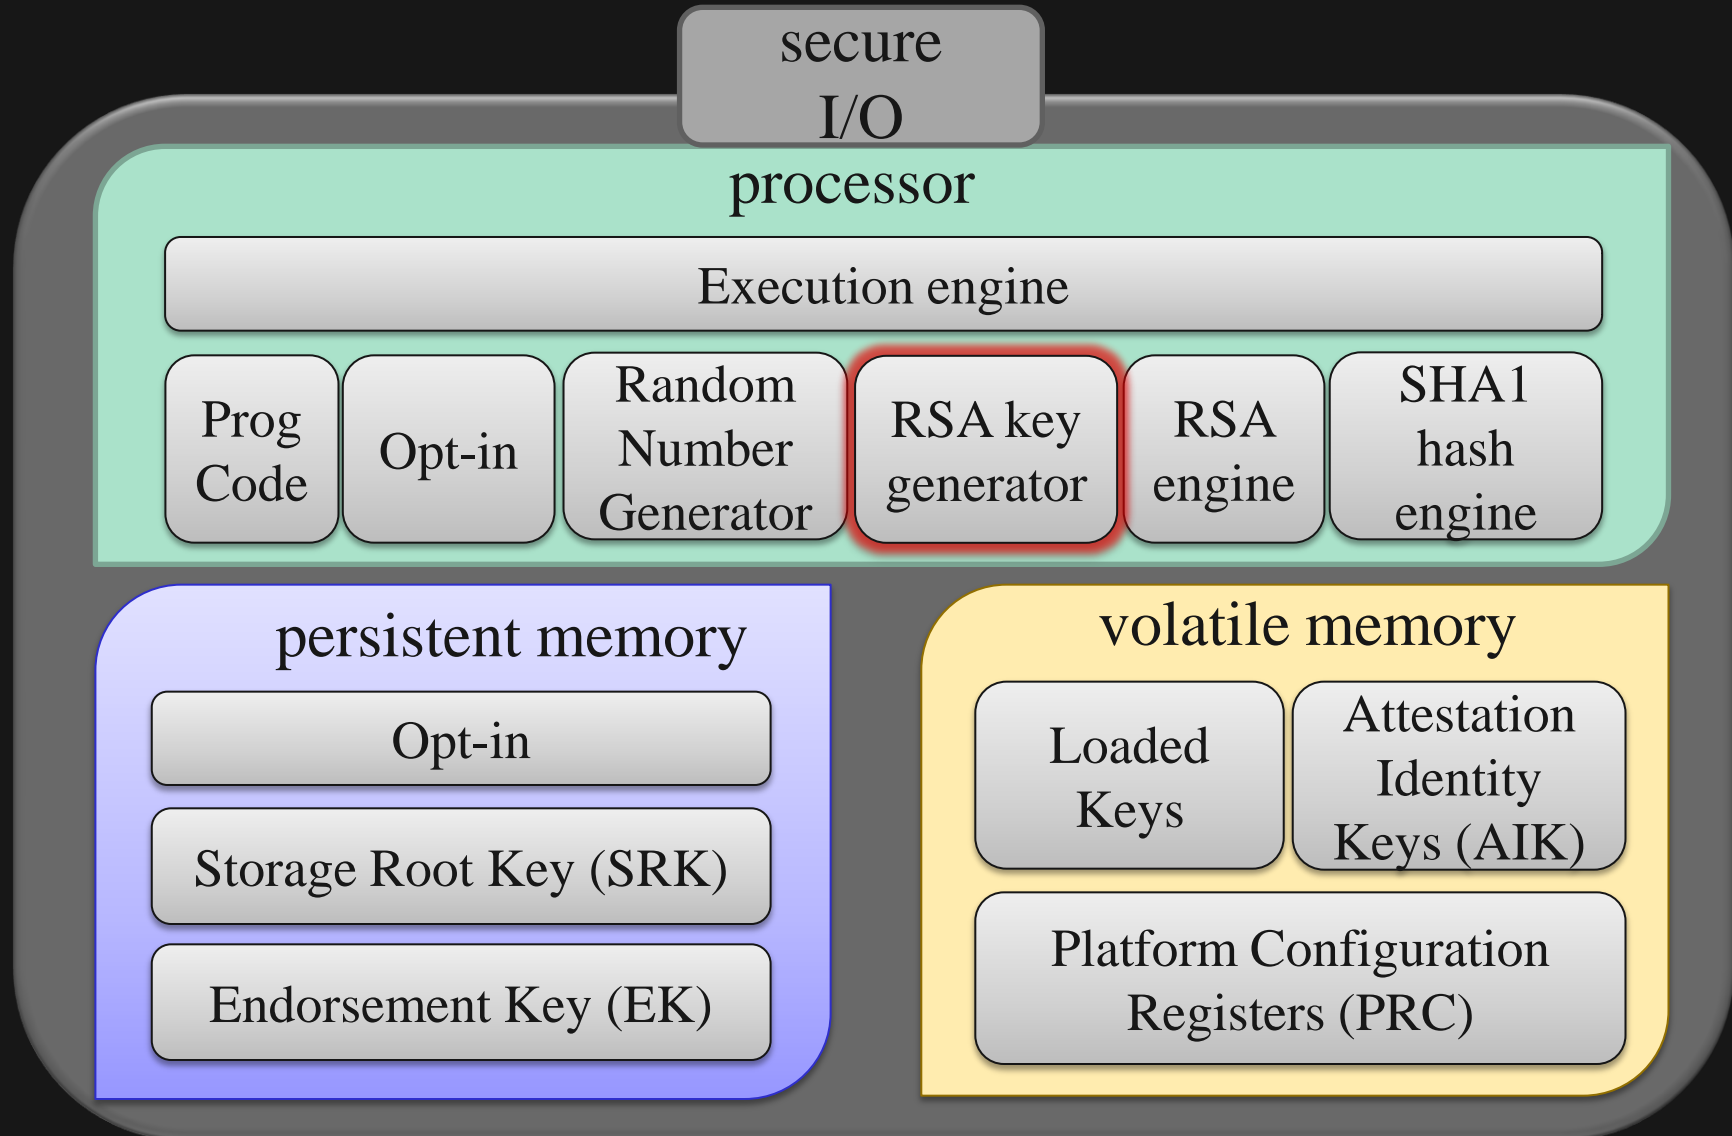 secure
I/O
processor
Execution engine
Prog
Code
Opt-in
Random
Number
Generator
RSA key
generator
RSA
engine
SHA1
hash
engine
persistent memory
Opt-in
Storage Root Key (SRK)
Endorsement Key (EK)
volatile memory
Loaded
Keys
Attestation
Identity
Keys (AIK)
Platform Configuration
Registers (PRC)